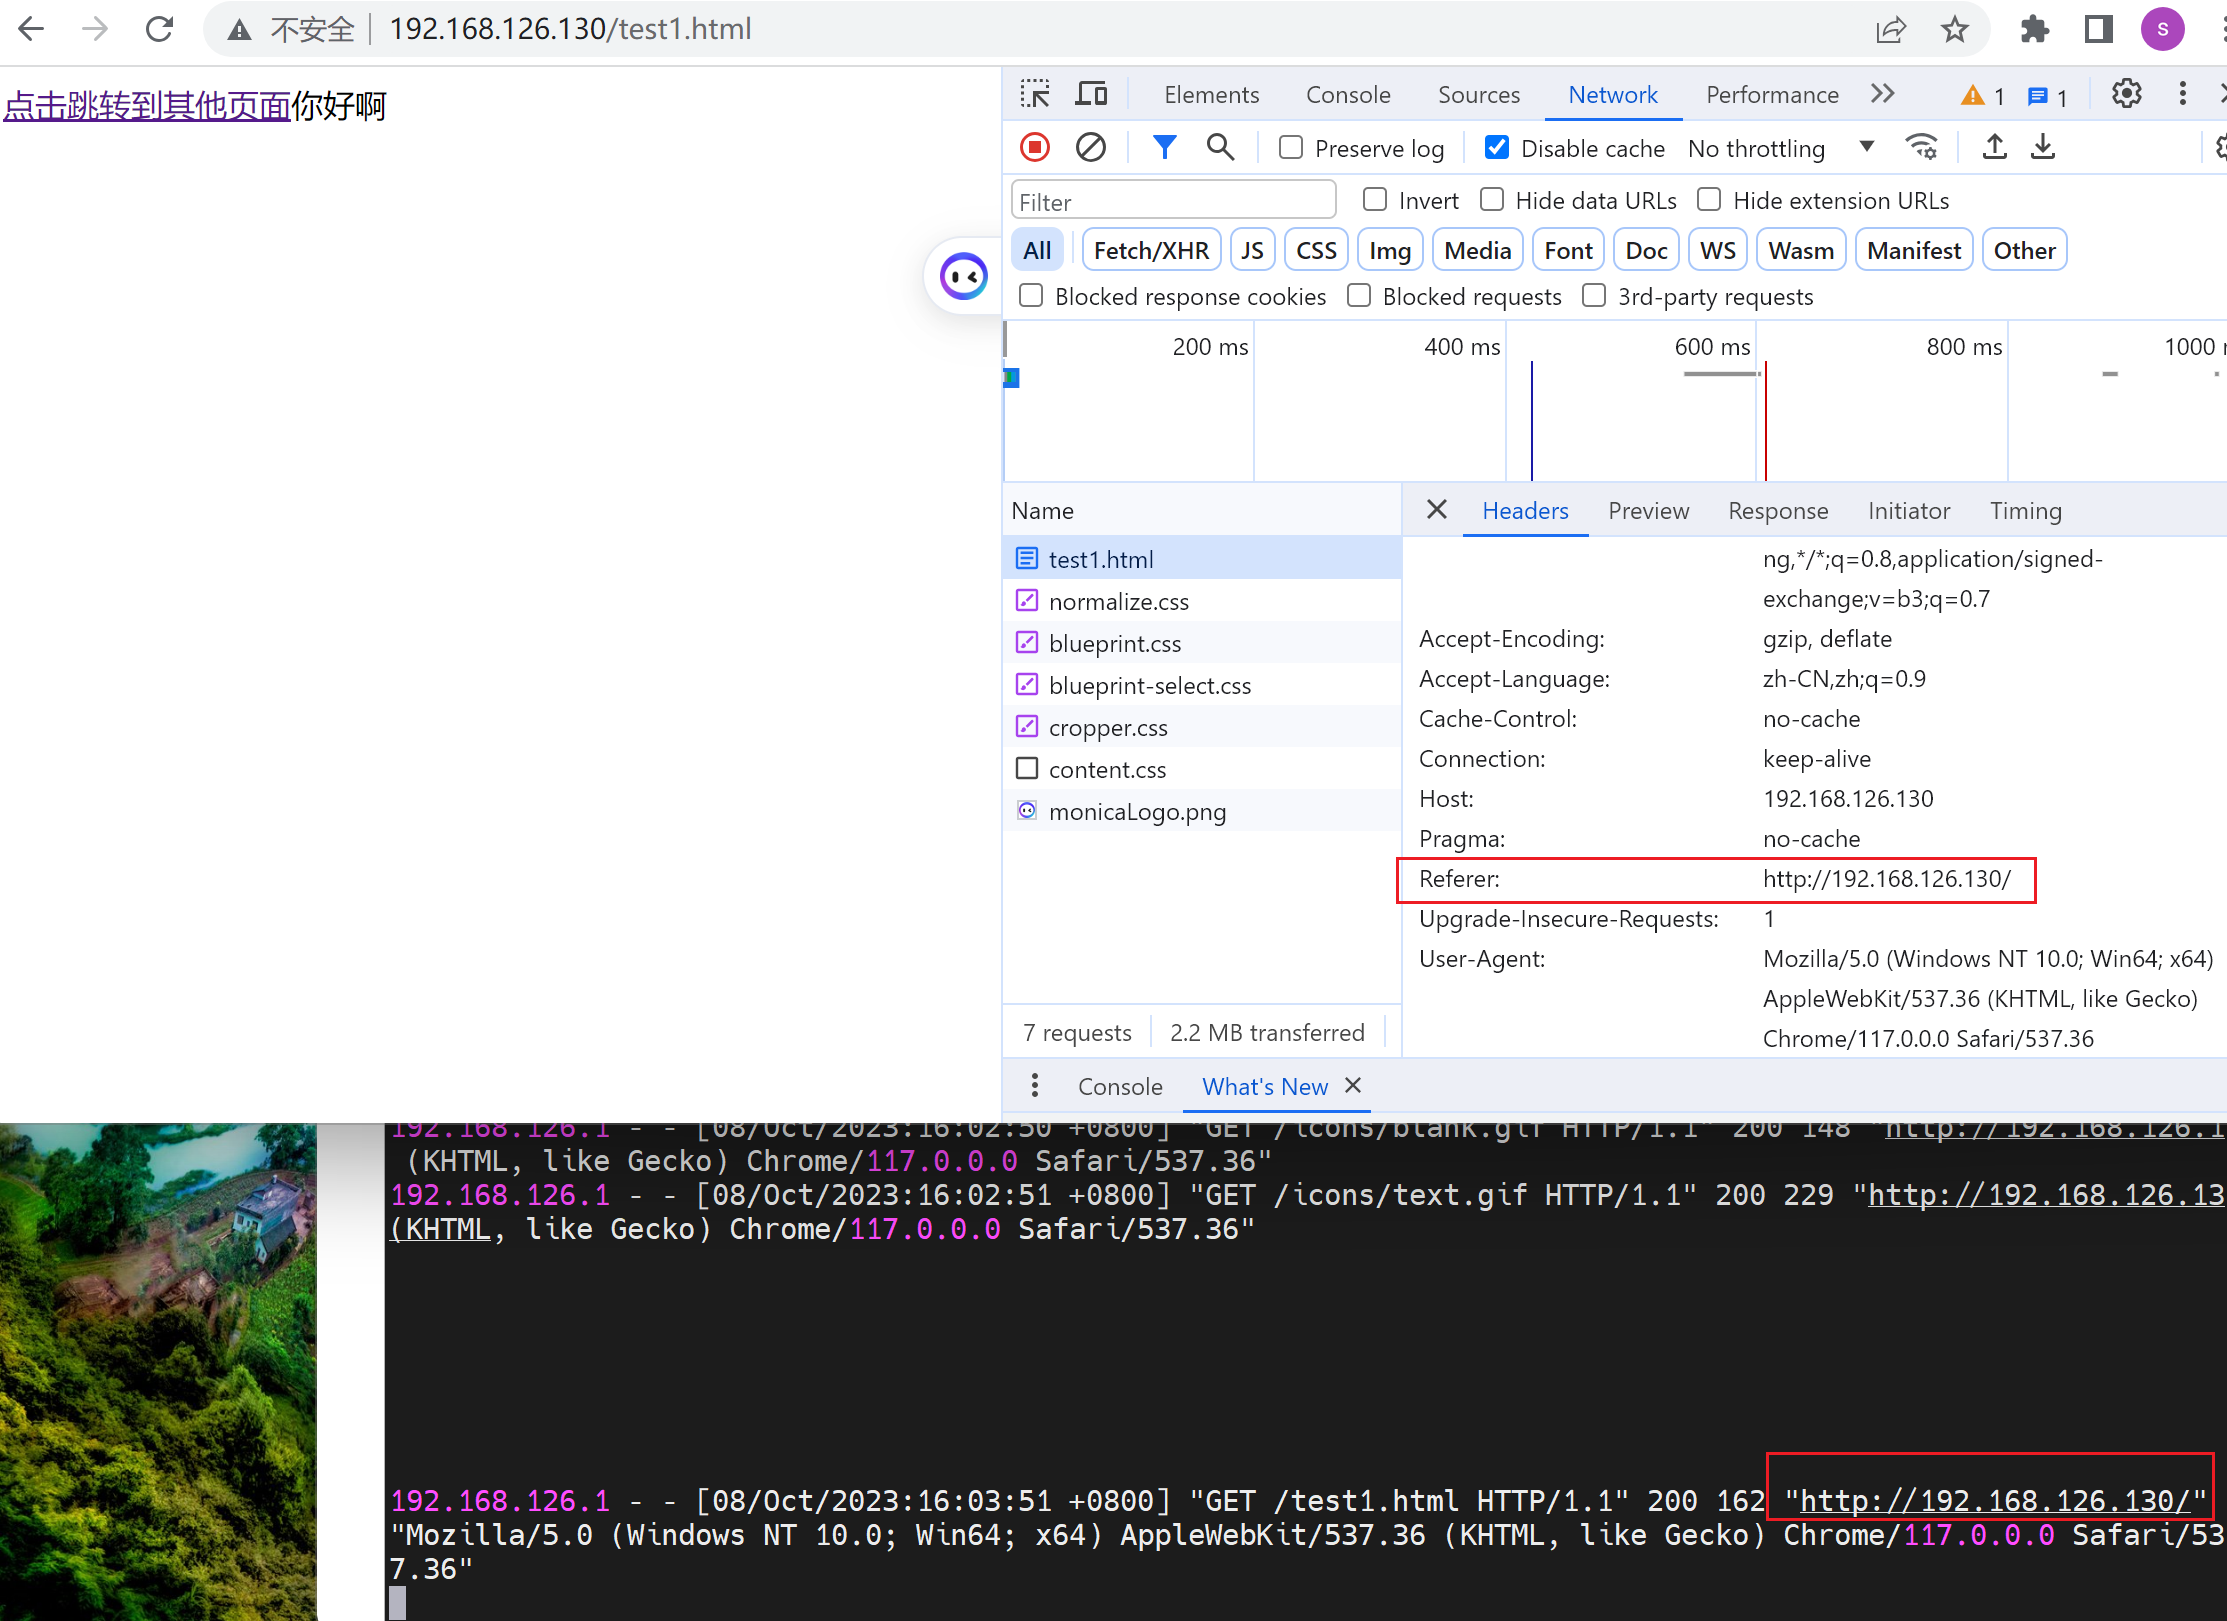 不安全 192.168.126.130/test1.html
S
点击跳转到其他页面你好啊
Elements Console Sources Network Performance 1 1
Preserve log Disable cache No throttling
Filter Invert Hide data URLs Hide extension URLs
All Fetch/XHR JS CSS Img Media Font Doc WS Wasm Manifest Other
Blocked response cookies Blocked requests 3rd-party requests
200 ms 400 ms 600 ms 800 ms 1000
Name
test1.html
normalize.css
blueprint.css
blueprint-select.css
cropper.css
content.css
monicaLogo.png
7 requests 2.2 MB transferred
Headers Preview Response Initiator Timing
ng,*/*;q=0.8,application/signed-
exchange;v=b3;q=0.7
Accept-Encoding: gzip, deflate
Accept-Language: zh-CN,zh;q=0.9
Cache-Control: no-cache
Connection: keep-alive
Host: 192.168.126.130
Pragma: no-cache
Referer: http://192.168.126.130/
Upgrade-Insecure-Requests: 1
User-Agent: Mozilla/5.0 (Windows NT 10.0; Win64; x64)
AppleWebKit/537.36 (KHTML, like Gecko)
Chrome/117.0.0.0 Safari/537.36
Console What's New
192.168.126.1 - - [08/Oct/2023:16:02:50 +0800] "GET /icons/blank.gif HTTP/1.1" 200 148 "http://192.168.126.1
(KHTML, like Gecko) Chrome/117.0.0.0 Safari/537.36"
192.168.126.1 - - [08/Oct/2023:16:02:51 +0800] "GET /icons/text.gif HTTP/1.1" 200 229 "http://192.168.126.13
(KHTML, like Gecko) Chrome/117.0.0.0 Safari/537.36"
192.168.126.1 - - [08/Oct/2023:16:03:51 +0800] "GET /test1.html HTTP/1.1" 200 162 "http://192.168.126.130/"
"Mozilla/5.0 (Windows NT 10.0; Win64; x64) AppleWebKit/537.36 (KHTML, like Gecko) Chrome/117.0.0.0 Safari/53
7.36"